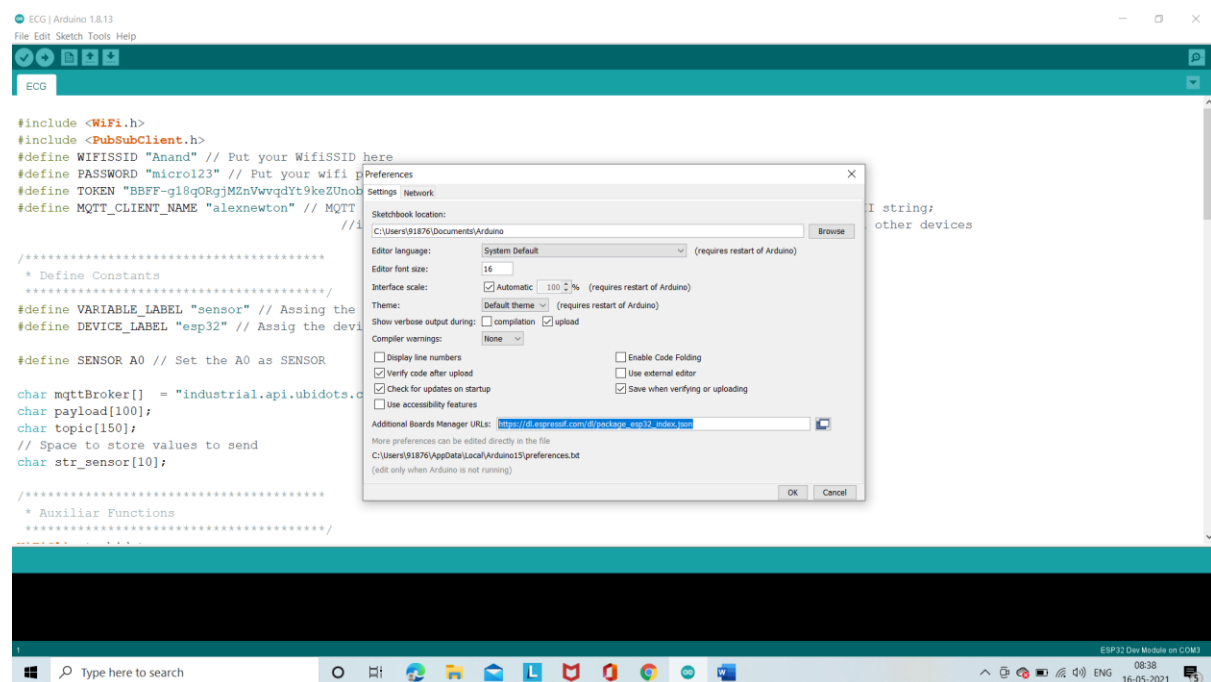 ECG | Arduino 1.8.13
File Edit Sketch Tools Help
ECG
#include <WiFi.h>
#include <PubSubClient.h>
#define WIFISSID "Anand" // Put your WifiSSID here
#define PASSWORD "micro123" // Put your wifi p
#define TOKEN "BBFF-gl8qORgjMZnVwvqdYt9keZUnob
#define MQTT_CLIENT_NAME "alexnewton" // MQTT I string;
//i other devices
/****************************************
* Define Constants
****************************************/
#define VARIABLE_LABEL "sensor" // Assing the
#define DEVICE_LABEL "esp32" // Assig the devi
#define SENSOR A0 // Set the A0 as SENSOR
char mqttBroker[] = "industrial.api.ubidots.c
char payload[100];
char topic[150];
// Space to store values to send
char str_sensor[10];
/****************************************
* Auxiliar Functions
****************************************/
Preferences
Settings Network
Sketchbook location:
C:\Users\91876\Documents\Arduino Browse
Editor language: System Default (requires restart of Arduino)
Editor font size: 16
Interface scale: Automatic 100 % (requires restart of Arduino)
Theme: Default theme (requires restart of Arduino)
Show verbose output during: compilation upload
Compiler warnings: None
Display line numbers Enable Code Folding
Verify code after upload Use external editor
Check for updates on startup Save when verifying or uploading
Use accessibility features
Additional Boards Manager URLs: https://dl.espressif.com/dl/package_esp32_index.json
More preferences can be edited directly in the file
C:\Users\91876\AppData\Local\Arduino15\preferences.txt
(edit only when Arduino is not running)
OK Cancel
1 ESP32 Dev Module on COM3
Type here to search
ENG 08:38
16-05-2021